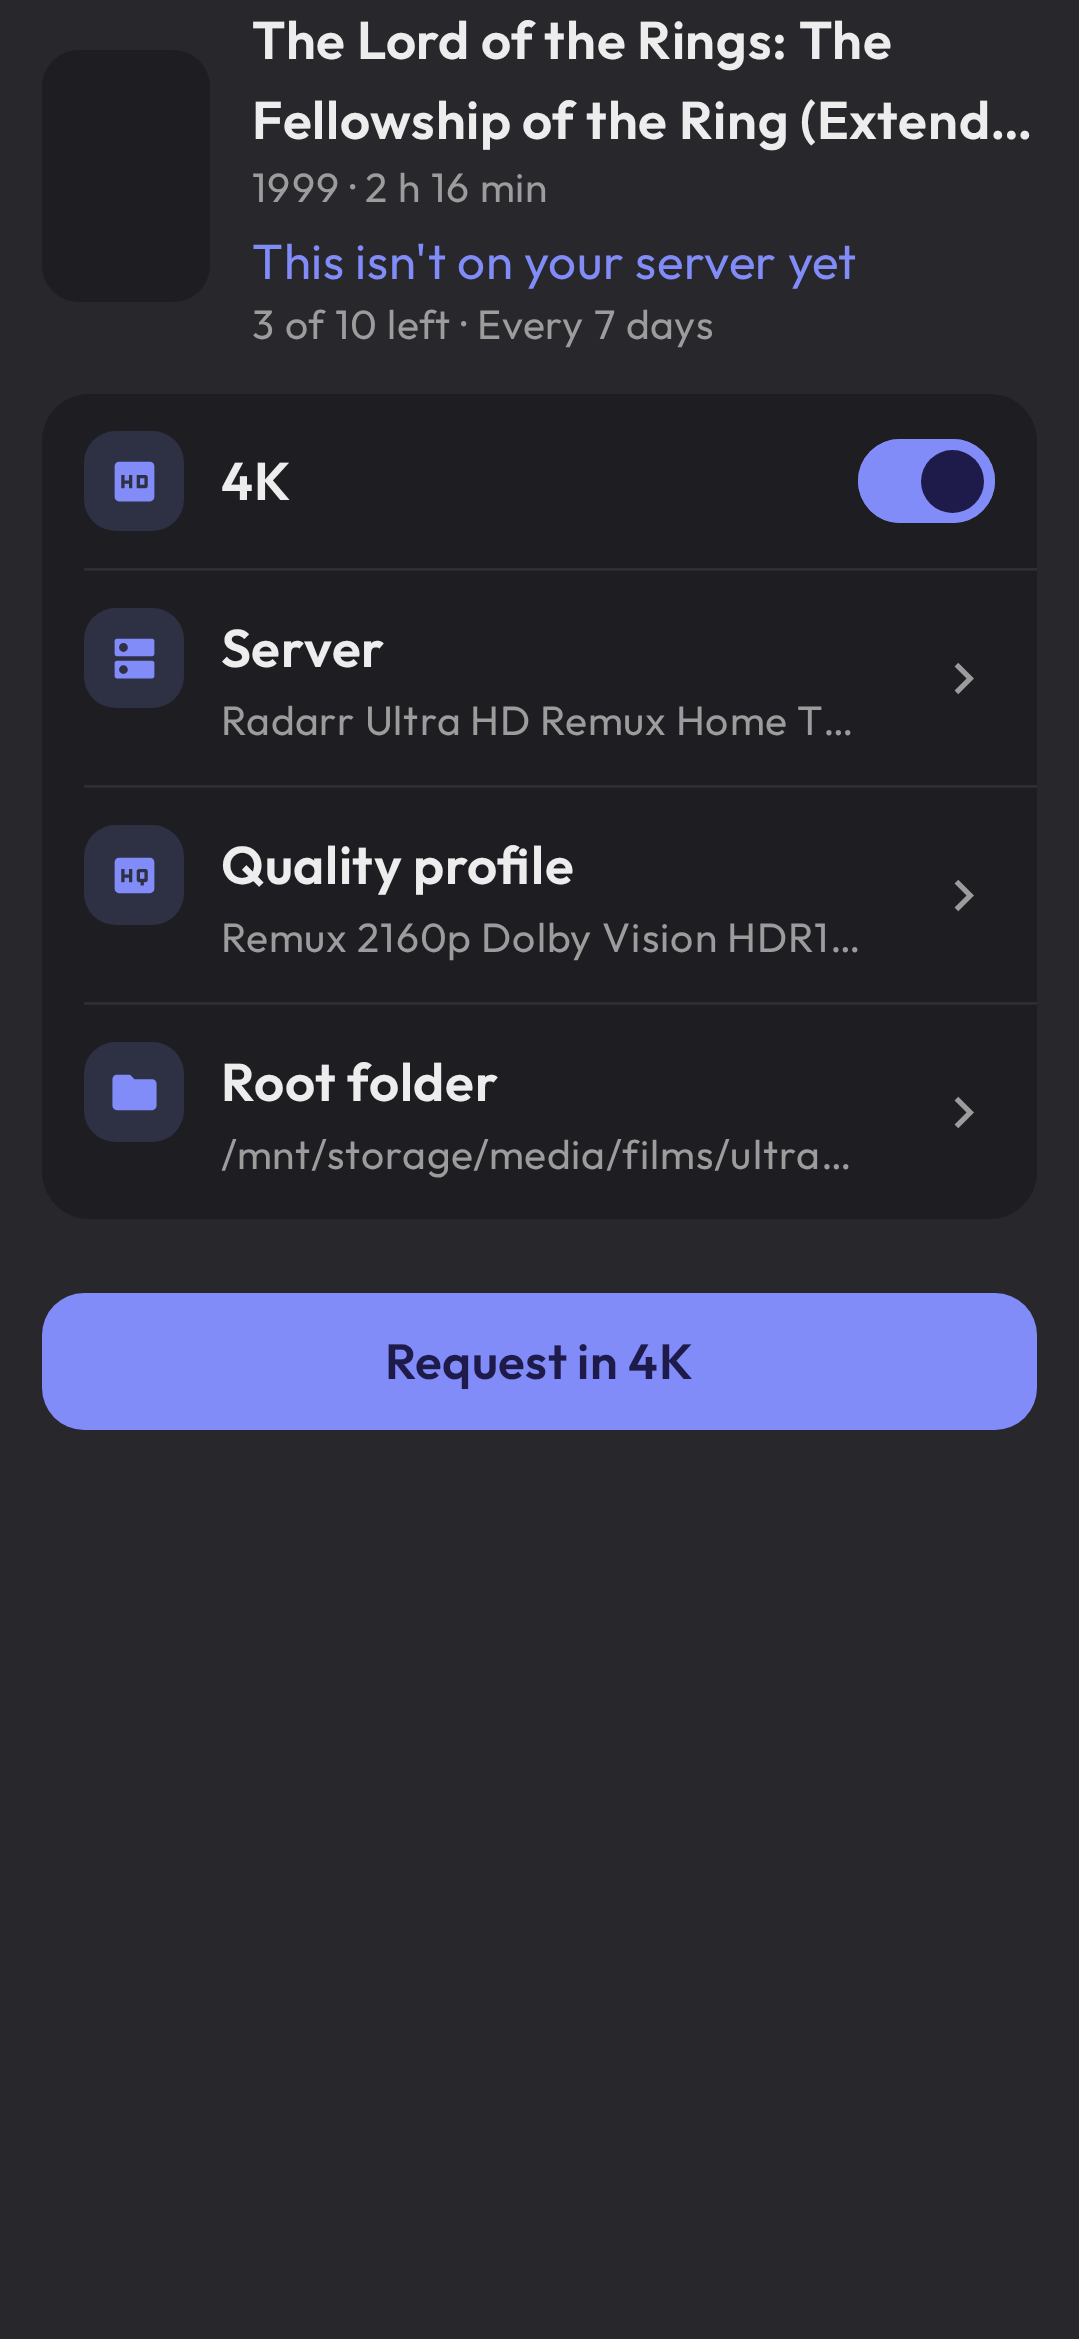 The Lord of the Rings: The
Fellowship of the Ring (Extend...
1999 · 2 h 16 min
This isn't on your server yet
3 of 10 left · Every 7 days
HD
4K
Server
Radarr Ultra HD Remux Home T...
HQ
Quality profile
Remux 2160p Dolby Vision HDR1...
Root folder
/mnt/storage/media/films/ultra...
Request in 4K